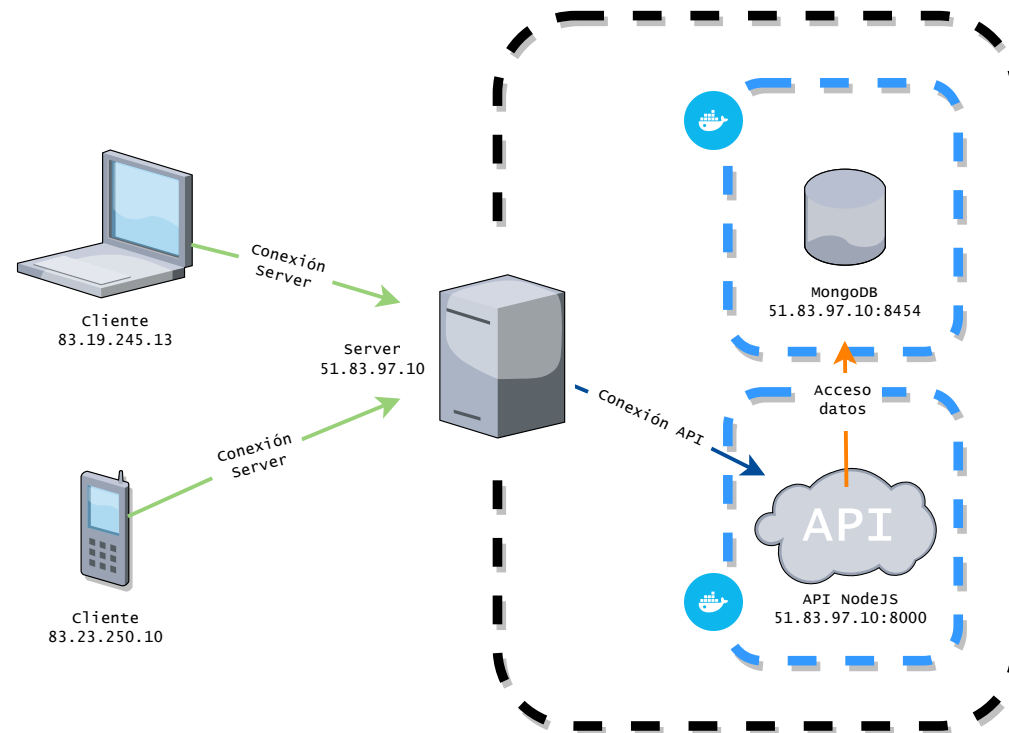 Conexión
Server
Cliente
83.19.245.13
Server
51.83.97.10
MongoDB
51.83.97.10:8454
Acceso
datos
Conexión API
Conexión
Server
API
Cliente
83.23.250.10
API NodeJS
51.83.97.10:8000